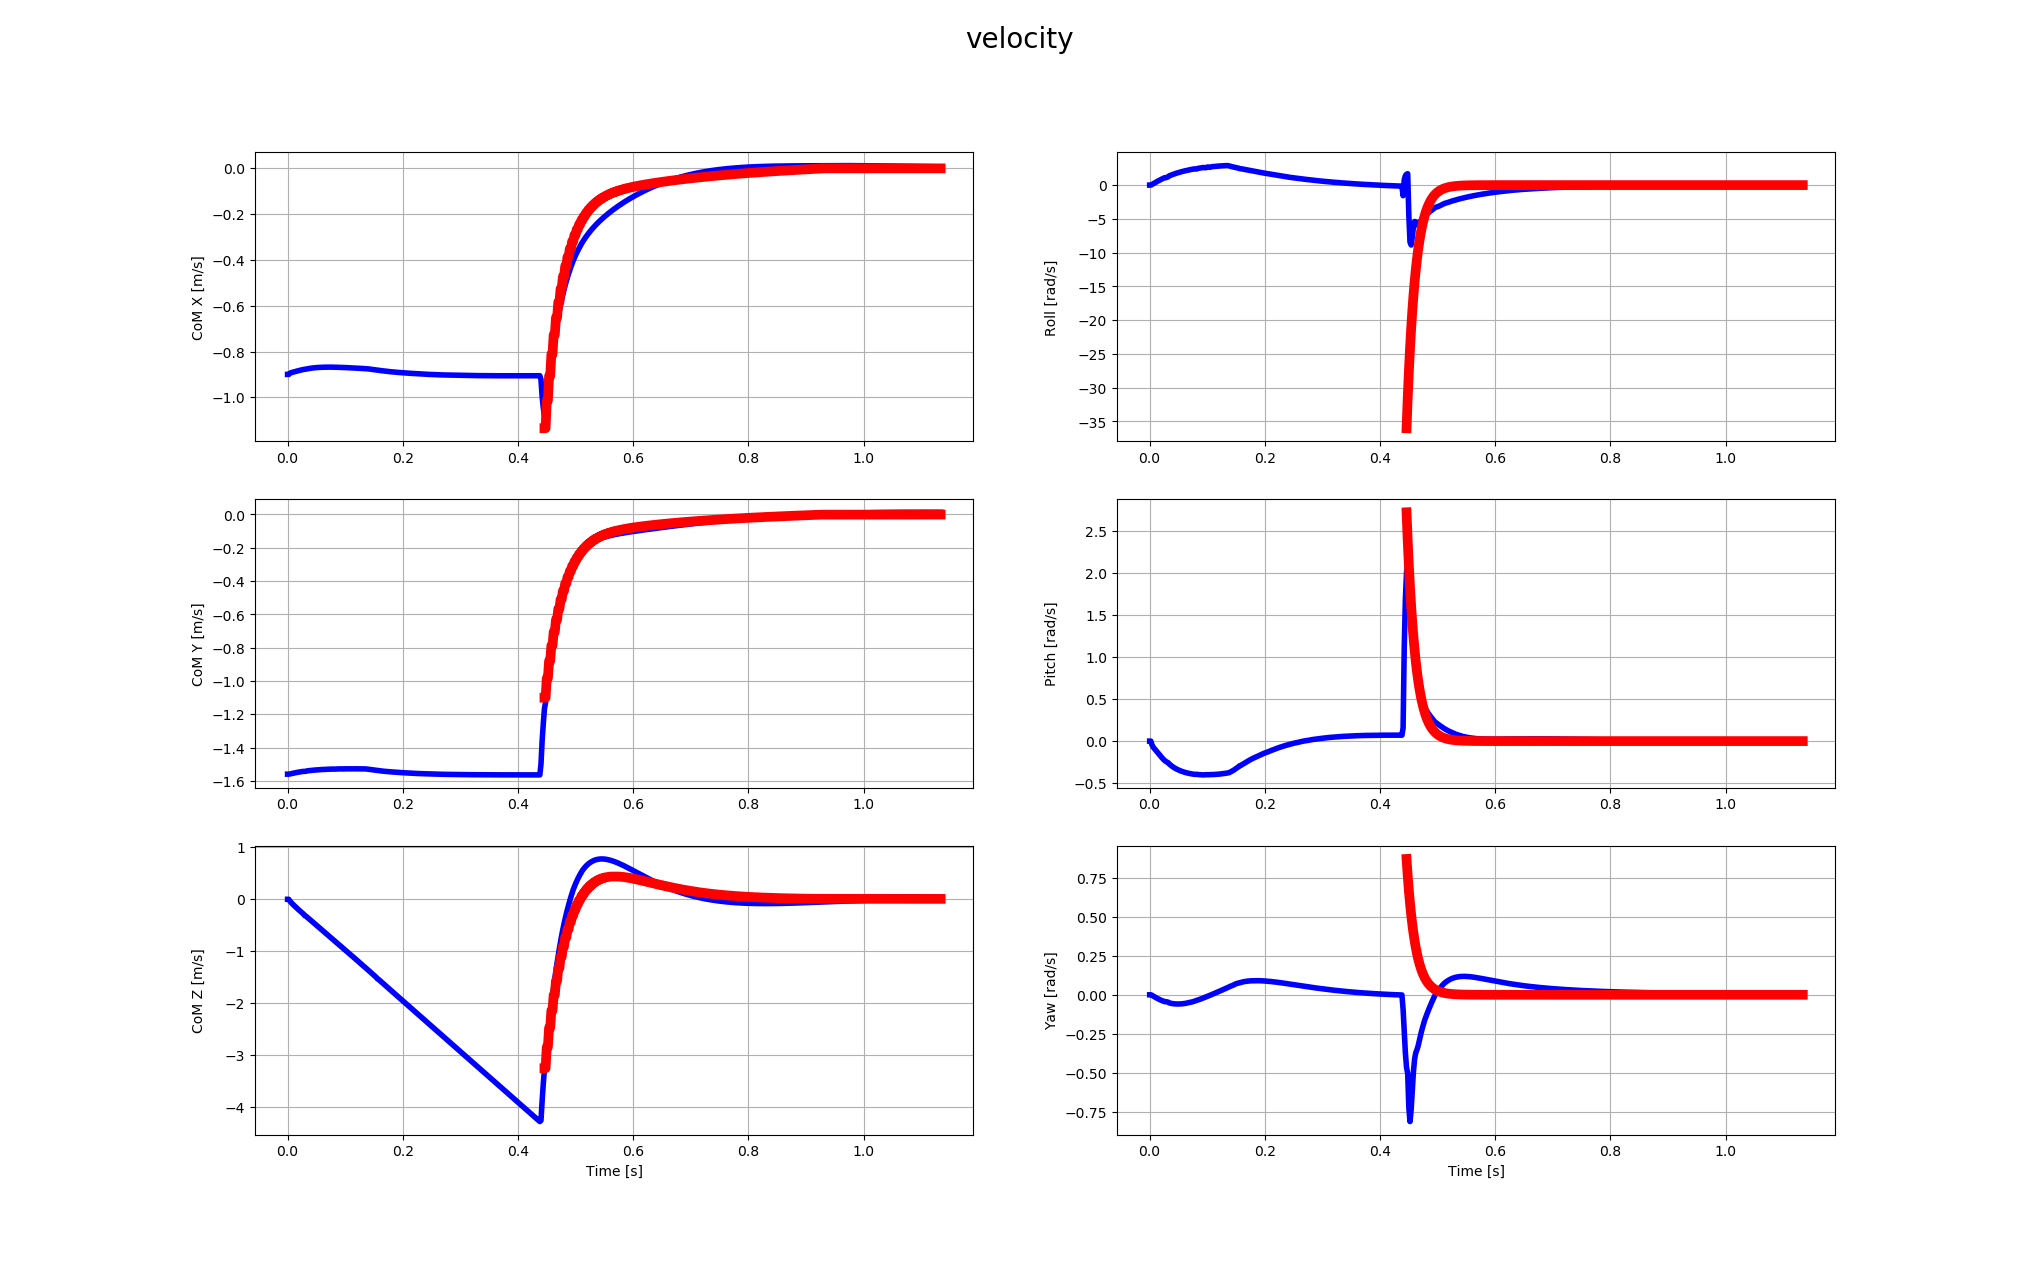 velocity
0.0
−0.2
−0.4
−0.6
−0.8
−1.0
CoM X [m/s]
0.0 0.2 0.4 0.6 0.8 1.0
0
−5
−10
−15
−20
−25
−30
−35
Roll [rad/s]
0.0 0.2 0.4 0.6 0.8 1.0
0.0
−0.2
−0.4
−0.6
−0.8
−1.0
−1.2
−1.4
−1.6
CoM Y [m/s]
0.0 0.2 0.4 0.6 0.8 1.0
2.5
2.0
1.5
1.0
0.5
0.0
−0.5
Pitch [rad/s]
0.0 0.2 0.4 0.6 0.8 1.0
1
0
−1
−2
−3
−4
CoM Z [m/s]
0.0 0.2 0.4 0.6 0.8 1.0
Time [s]
0.75
0.50
0.25
0.00
−0.25
−0.50
−0.75
Yaw [rad/s]
0.0 0.2 0.4 0.6 0.8 1.0
Time [s]